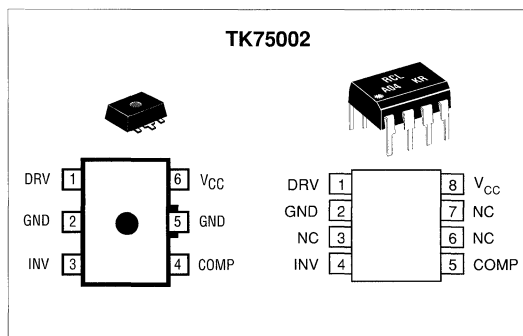 TK75002
RCL
A04 KR
DRV 1 6 VCC
GND 2 5 GND
INV 3 4 COMP
DRV 1 8 VCC
GND 2 7 NC
NC 3 6 NC
INV 4 5 COMP